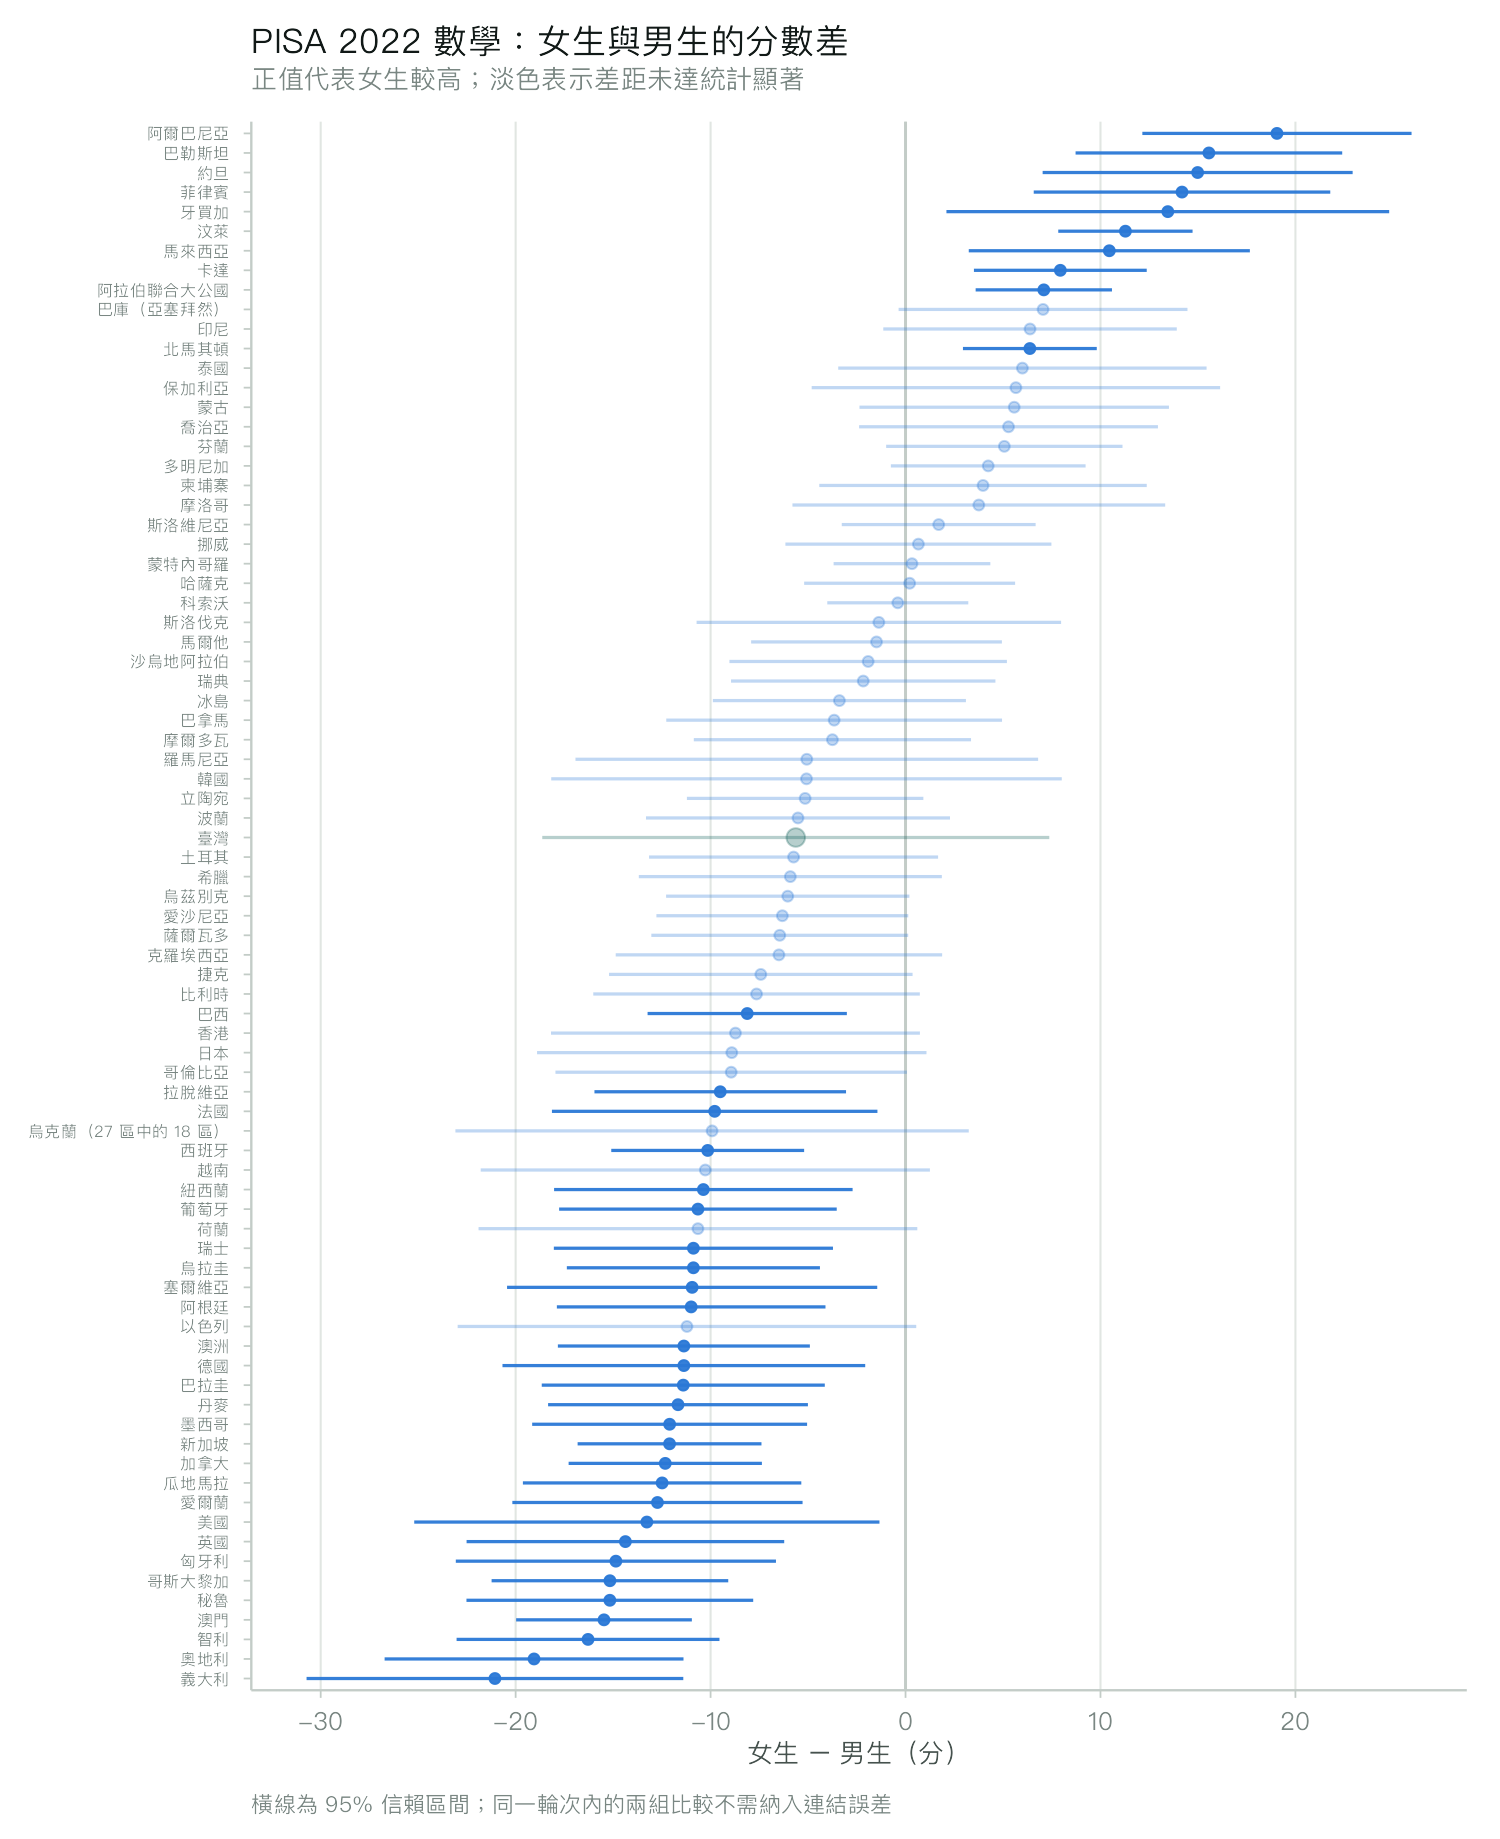 PISA 2022 數學：女生與男生的分數差
正值代表女生較高；淡色表示差距未達統計顯著
阿爾巴尼亞
巴勒斯坦
約旦
菲律賓
牙買加
汶萊
馬來西亞
卡達
阿拉伯聯合大公國
巴庫（亞塞拜然）
印尼
北馬其頓
泰國
保加利亞
蒙古
喬治亞
芬蘭
多明尼加
柬埔寨
摩洛哥
斯洛維尼亞
挪威
蒙特內哥羅
哈薩克
科索沃
斯洛伐克
馬爾他
沙烏地阿拉伯
瑞典
冰島
巴拿馬
摩爾多瓦
羅馬尼亞
韓國
立陶宛
波蘭
臺灣
土耳其
希臘
烏茲別克
愛沙尼亞
薩爾瓦多
克羅埃西亞
捷克
比利時
巴西
香港
日本
哥倫比亞
拉脫維亞
法國
烏克蘭（27 區中的 18 區）
西班牙
越南
紐西蘭
葡萄牙
荷蘭
瑞士
烏拉圭
塞爾維亞
阿根廷
以色列
澳洲
德國
巴拉圭
丹麥
墨西哥
新加坡
加拿大
瓜地馬拉
愛爾蘭
美國
英國
匈牙利
哥斯大黎加
秘魯
澳門
智利
奧地利
義大利
−30 −20 −10 0 10 20
女生 − 男生（分）
橫線為 95% 信賴區間；同一輪次內的兩組比較不需納入連結誤差